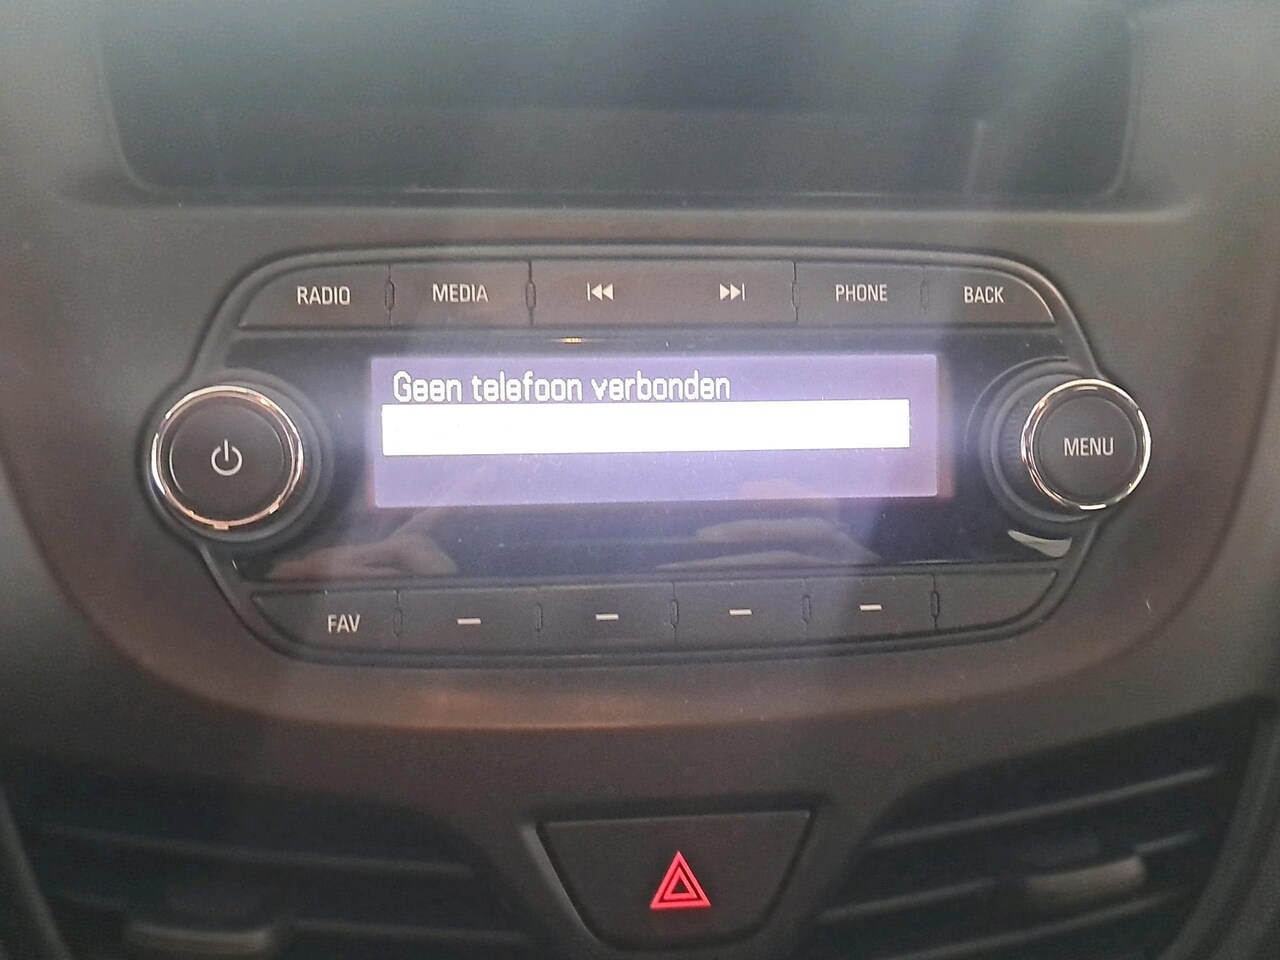 RADIO MEDIA PHONE BACK
Geen telefoon verbonden
MENU
FAV